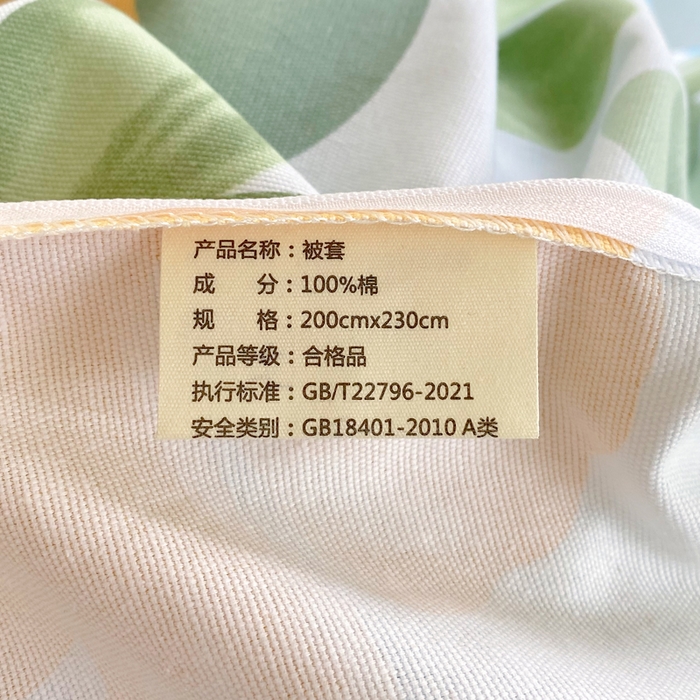 产品名称：被套
成 分：100%棉
规 格：200cmx230cm
产品等级：合格品
执行标准：GB/T22796-2021
安全类别：GB18401-2010 A类